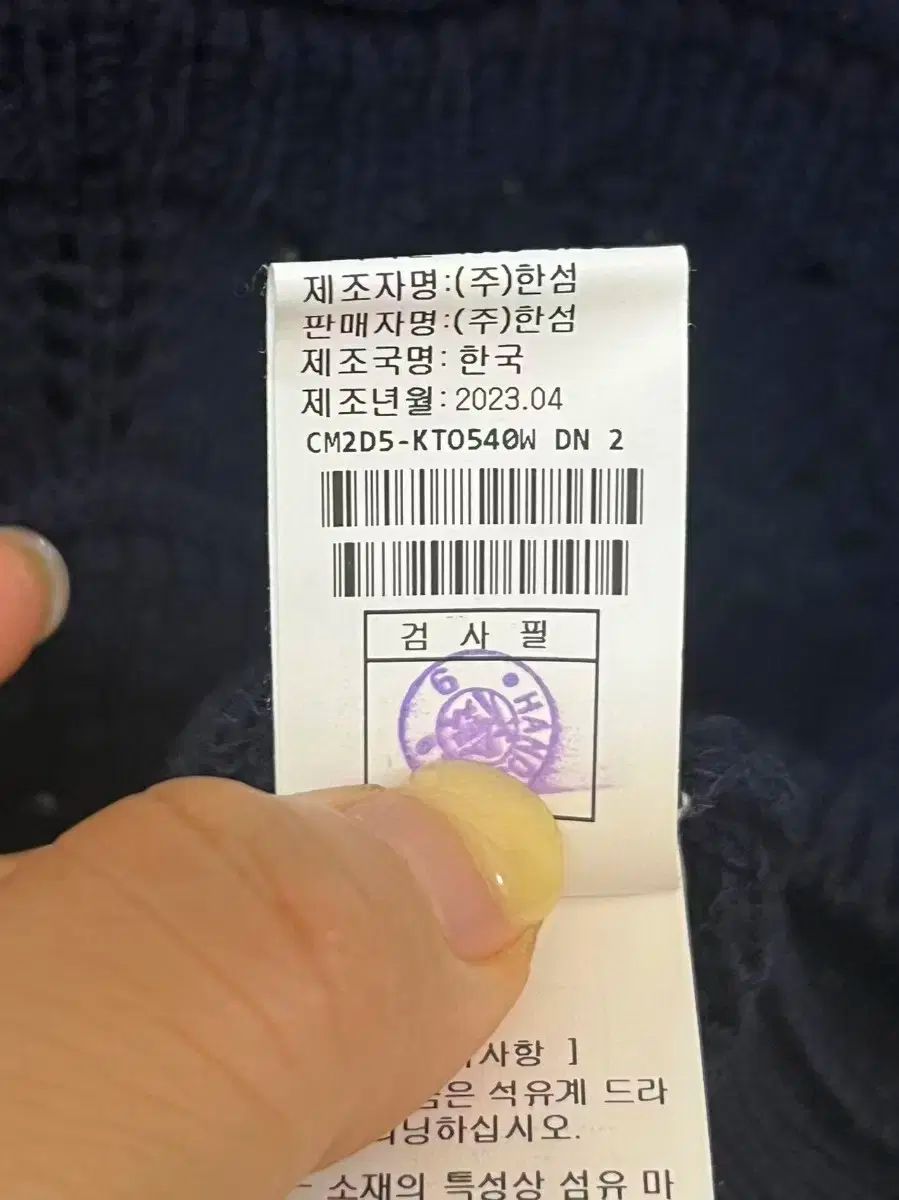 제조자명:(주)한섬
판매자명:(주)한섬
제조국명: 한국
제조년월: 2023.04
CM2D5-KTO540W DN 2
검 사 필
9
HAND
사항 ]
은 석유계 드라
닝하십시오.
- 소재의 특성상 섬유 마